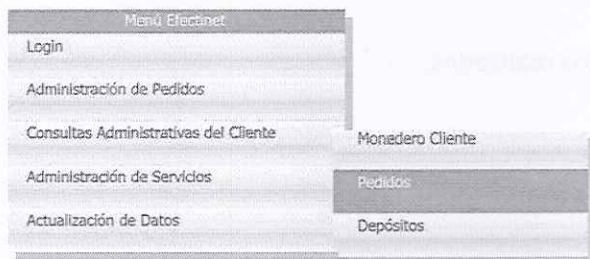 Menú Efectinet
Login
Administración de Pedidos
Consultas Administrativas del Cliente
Administración de Servicios
Actualización de Datos
Monedero Cliente
Pedidos
Depósitos